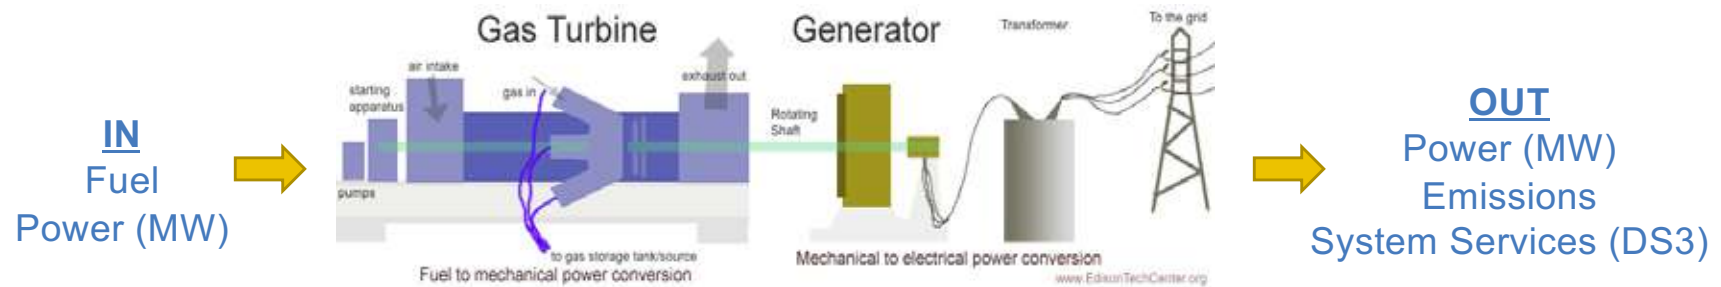 IN
Fuel
Power (MW)
Gas Turbine
air intake
starting
apparatus
pumps
gas in
exhaust out
to gas storage tank/source
Fuel to mechanical power conversion
Generator
Rotating
Shaft
Transformer
To the grid
Mechanical to electrical power conversion
www.EdisonTechCenter.org
OUT
Power (MW)
Emissions
System Services (DS3)